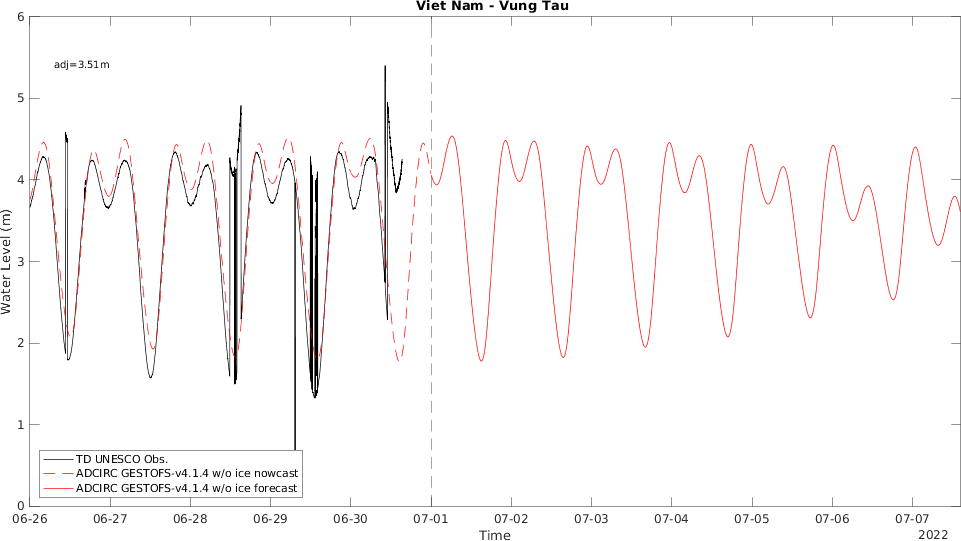 Viet Nam - Vung Tau
6
adj=3.51m
5
4
3
2
1
0
Water Level (m)
TD UNESCO Obs.
ADCIRC GESTOFS-v4.1.4 w/o ice nowcast
ADCIRC GESTOFS-v4.1.4 w/o ice forecast
06-26 06-27 06-28 06-29 06-30 07-01 07-02 07-03 07-04 07-05 07-06 07-07
Time
2022